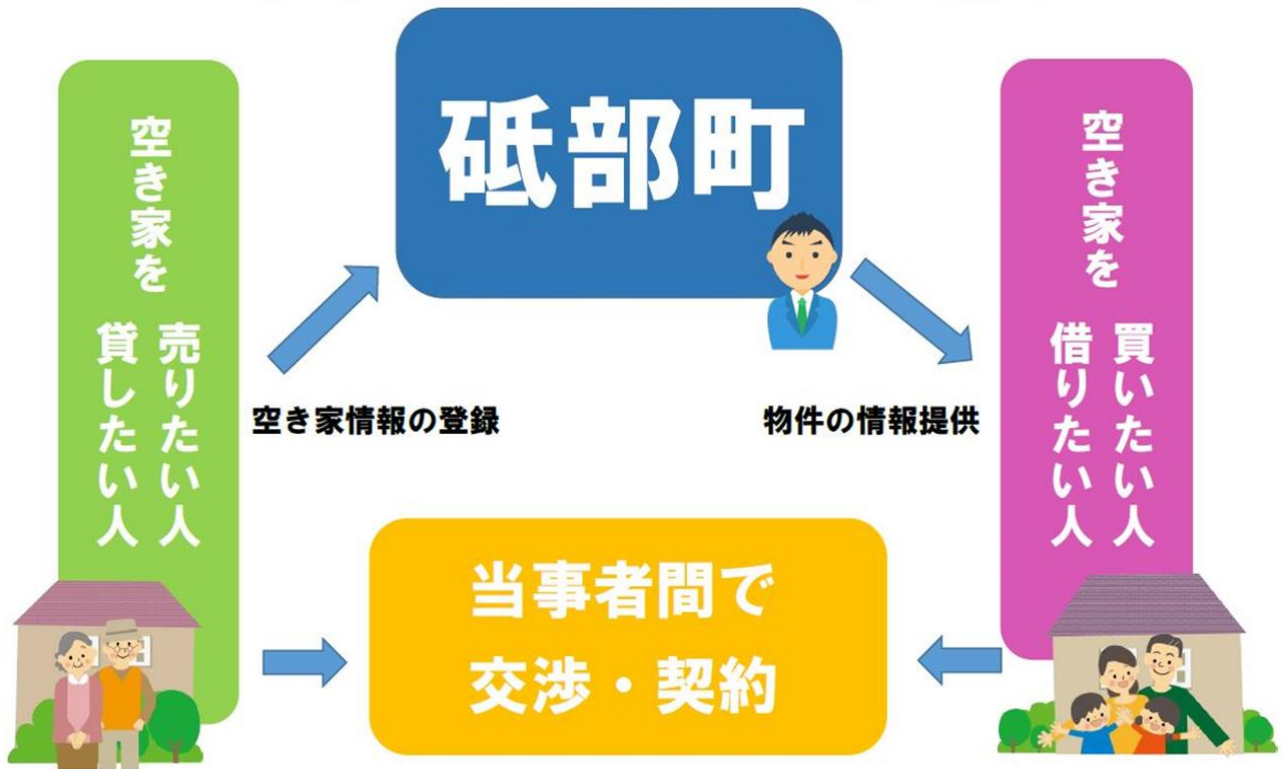 砥部町
空き家を
売りたい人
貸したい人
空き家情報の登録
物件の情報提供
空き家を
買いたい人
借りたい人
当事者間で
交渉・契約